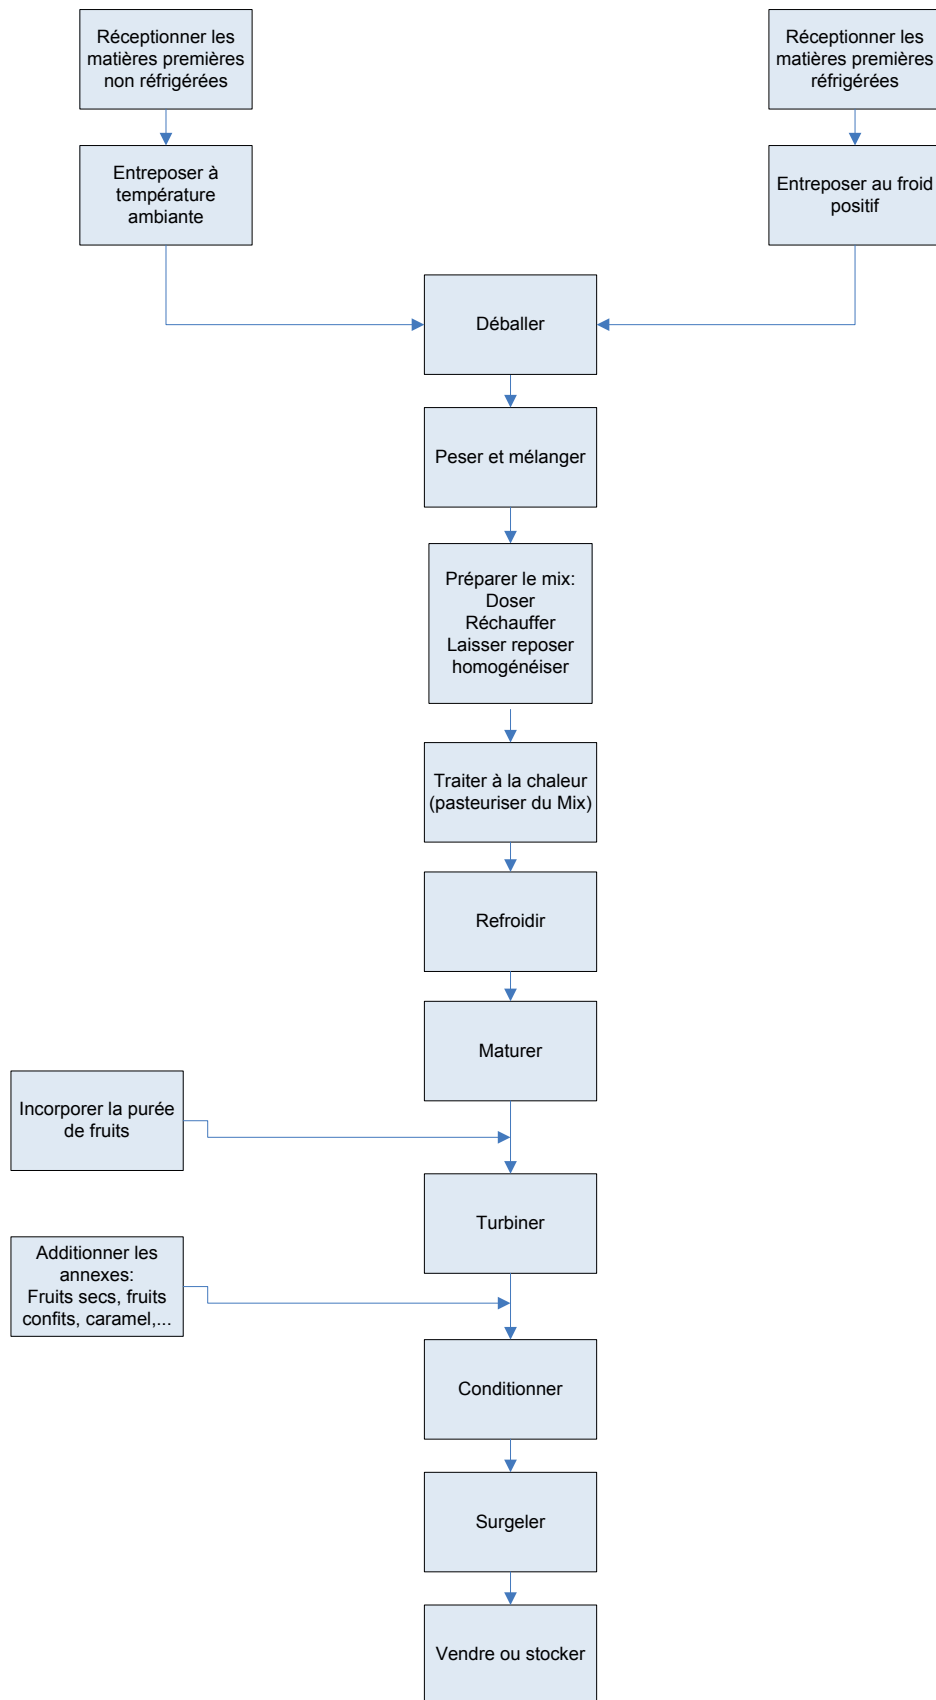 Réceptionner les
matières premières
non réfrigérées
Réceptionner les
matières premières
réfrigérées
Entreposer à
température
ambiante
Entreposer au froid
positif
Déballer
Peser et mélanger
Préparer le mix:
Doser
Réchauffer
Laisser reposer
homogénéiser
Traiter à la chaleur
(pasteuriser du Mix)
Refroidir
Maturer
Incorporer la purée
de fruits
Turbiner
Additionner les
annexes:
Fruits secs, fruits
confits, caramel,...
Conditionner
Surgeler
Vendre ou stocker